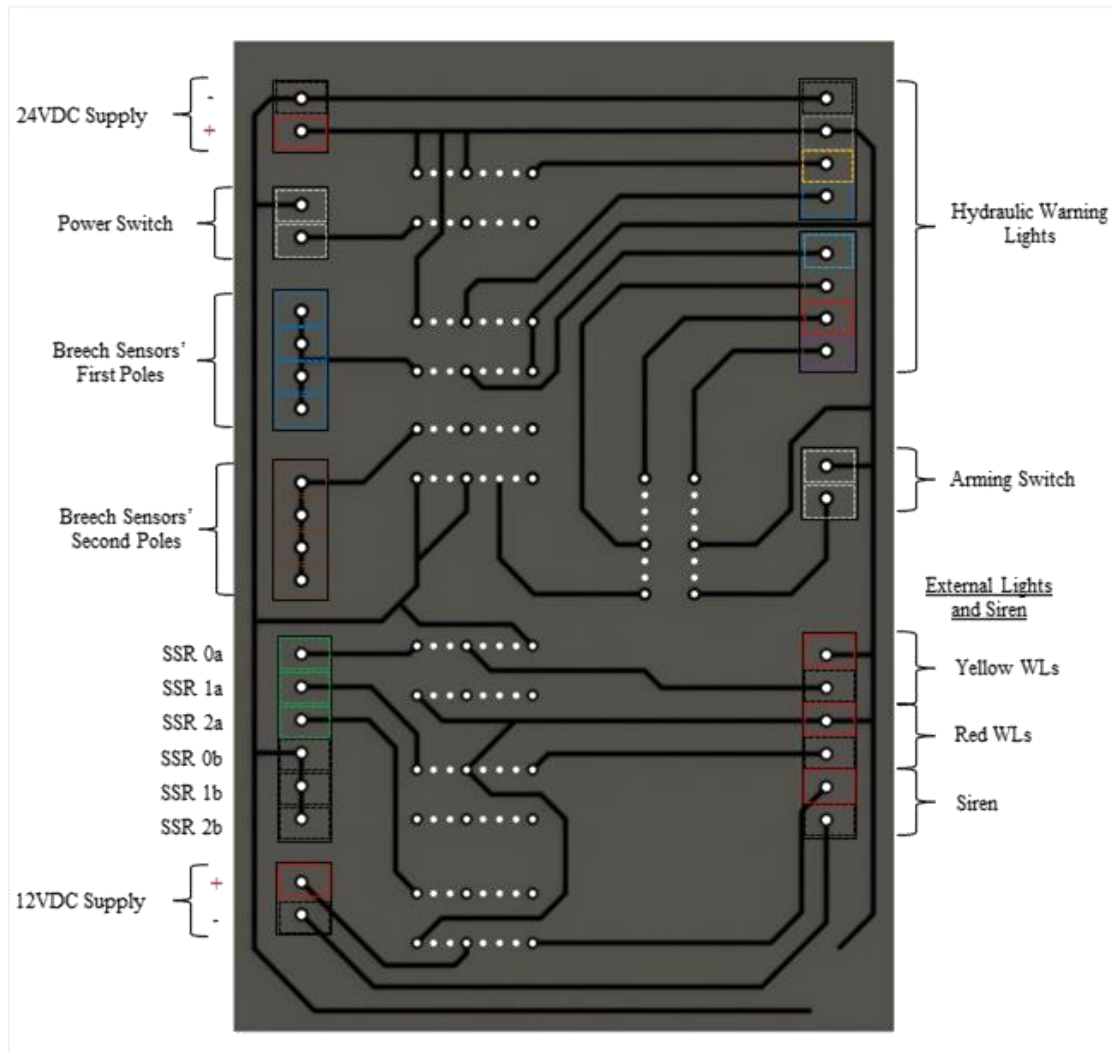 -
24VDC Supply
+
Power Switch
Breech Sensors’
First Poles
Breech Sensors’
Second Poles
SSR 0a
SSR 1a
SSR 2a
SSR 0b
SSR 1b
SSR 2b
+
12VDC Supply
-
Hydraulic Warning
Lights
Arming Switch
External Lights
and Siren
Yellow WLs
Red WLs
Siren